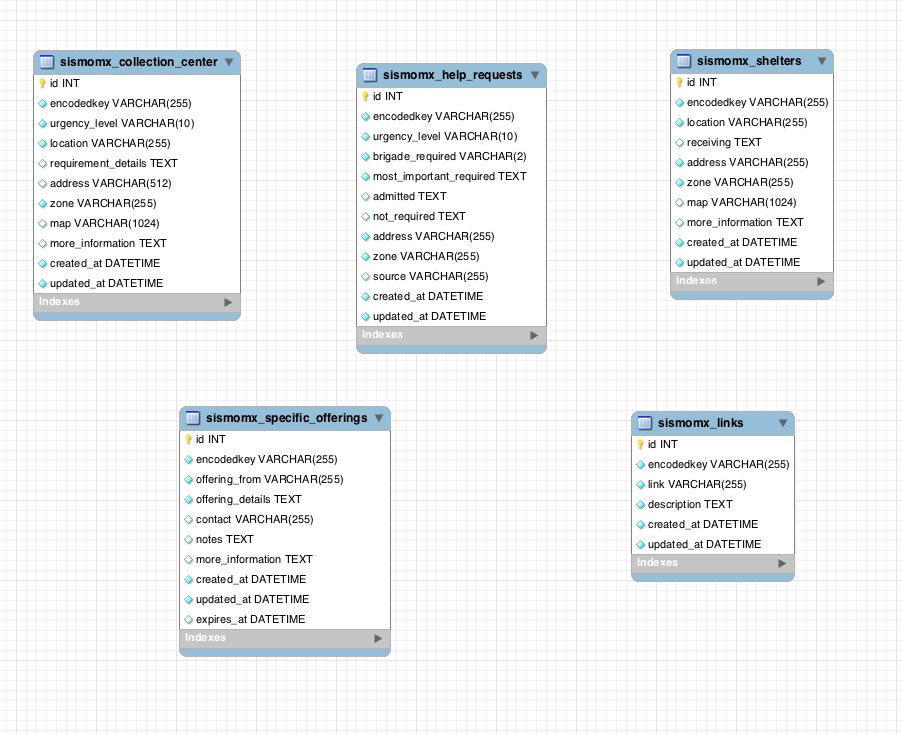 sismomx_collection_center
id INT
encodedkey VARCHAR(255)
urgency_level VARCHAR(10)
location VARCHAR(255)
requirement_details TEXT
address VARCHAR(512)
zone VARCHAR(255)
map VARCHAR(1024)
more_information TEXT
created_at DATETIME
updated_at DATETIME
Indexes
sismomx_help_requests
id INT
encodedkey VARCHAR(255)
urgency_level VARCHAR(10)
brigade_required VARCHAR(2)
most_important_required TEXT
admitted TEXT
not_required TEXT
address VARCHAR(255)
zone VARCHAR(255)
source VARCHAR(255)
created_at DATETIME
updated_at DATETIME
Indexes
sismomx_shelters
id INT
encodedkey VARCHAR(255)
location VARCHAR(255)
receiving TEXT
address VARCHAR(255)
zone VARCHAR(255)
map VARCHAR(1024)
more_information TEXT
created_at DATETIME
updated_at DATETIME
Indexes
sismomx_specific_offerings
id INT
encodedkey VARCHAR(255)
offering_from VARCHAR(255)
offering_details TEXT
contact VARCHAR(255)
notes TEXT
more_information TEXT
created_at DATETIME
updated_at DATETIME
expires_at DATETIME
Indexes
sismomx_links
id INT
encodedkey VARCHAR(255)
link VARCHAR(255)
description TEXT
created_at DATETIME
updated_at DATETIME
Indexes